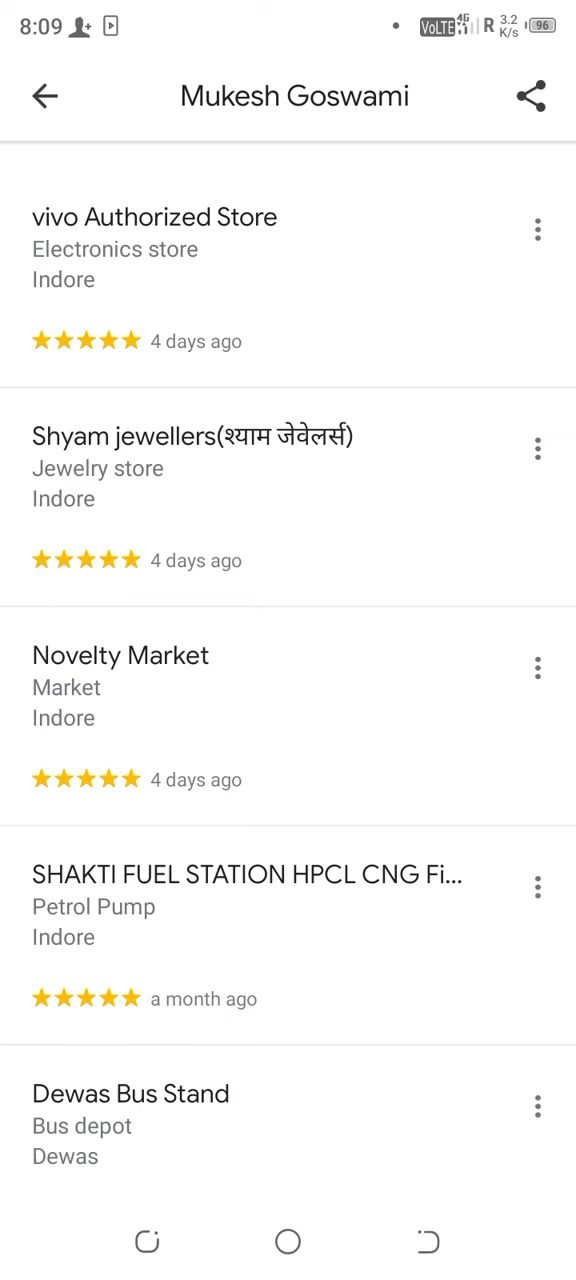 8:09 VoLTE 4G R 3.2 K/s 96
Mukesh Goswami
vivo Authorized Store
Electronics store
Indore
4 days ago
Shyam jewellers(श्याम जेवेलर्स)
Jewelry store
Indore
4 days ago
Novelty Market
Market
Indore
4 days ago
SHAKTI FUEL STATION HPCL CNG Fi...
Petrol Pump
Indore
a month ago
Dewas Bus Stand
Bus depot
Dewas